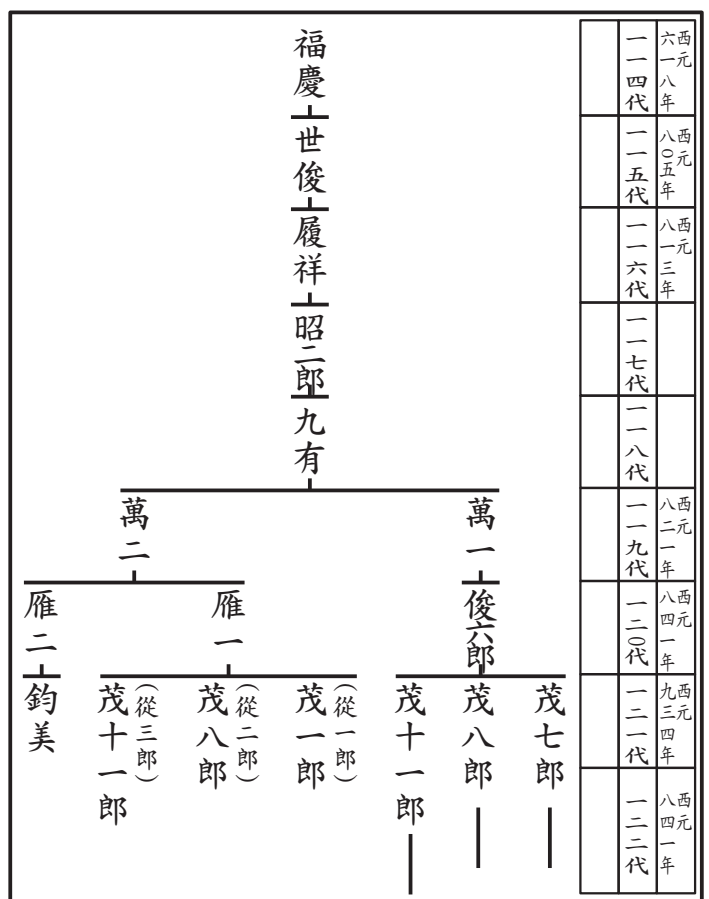 西元六一八年
一一四代
西元八〇五年
一一五代
西元八一三年
一一六代
一一七代
一一八代
西元八二一年
一一九代
西元八四一年
一二〇代
西元九三四年
一二一代
西元八四一年
一二二代
福慶
世俊
履祥
昭二郎
九有
萬一
萬二
俊六郎
雁一
雁二
茂七郎
茂八郎
茂十一郎
(從一郎)
茂一郎
(從二郎)
茂八郎
(從三郎)
茂十一郎
鈞美